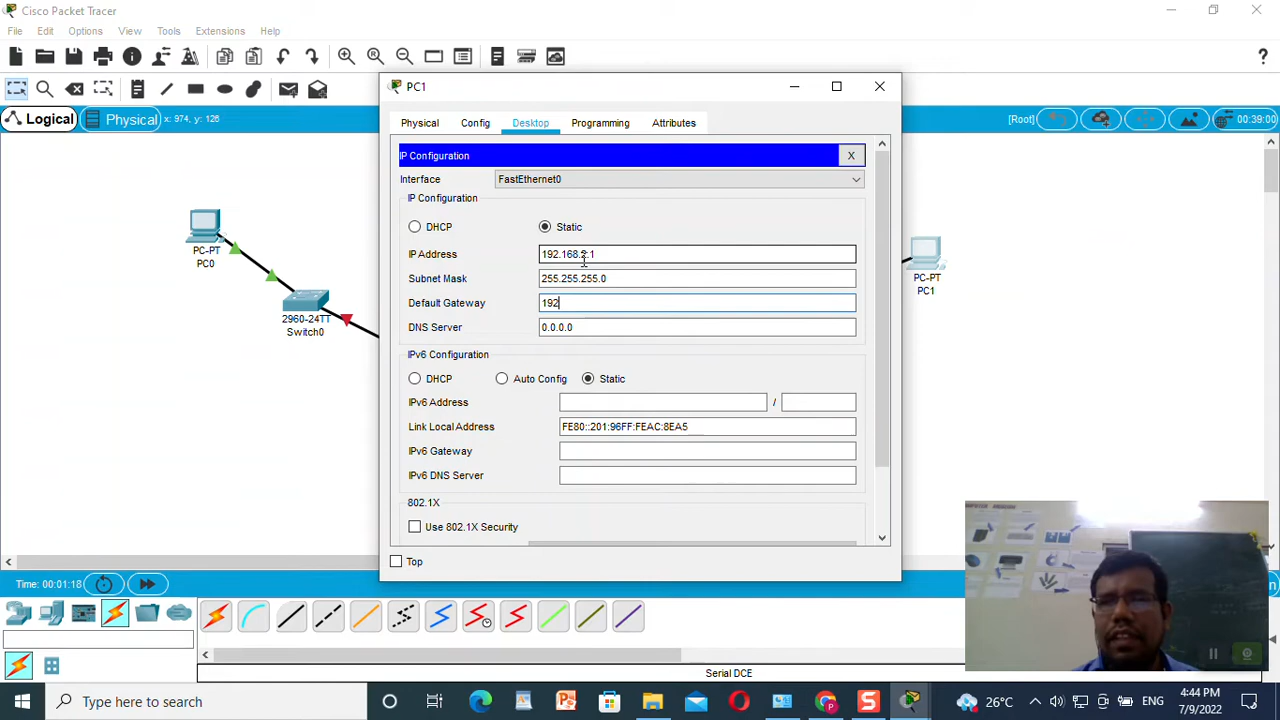 Cisco Packet Tracer
File Edit Options View Tools Extensions Help
Logical Physical x: 974, y: 126 [Root] 00:39:00
PC1
Physical Config Desktop Programming Attributes
IP Configuration X
Interface FastEthernet0
IP Configuration
DHCP Static
IP Address 192.168.2.1
Subnet Mask 255.255.255.0
Default Gateway 192
DNS Server 0.0.0.0
IPv6 Configuration
DHCP Auto Config Static
IPv6 Address /
Link Local Address FE80::201:96FF:FEAC:8EA5
IPv6 Gateway
IPv6 DNS Server
802.1X
Use 802.1X Security
Top
PC-PT
PC0
2960-24TT
Switch0
PC-PT
PC1
Time: 00:01:18
Serial DCE
Type here to search
26°C ENG 4:44 PM
7/9/2022